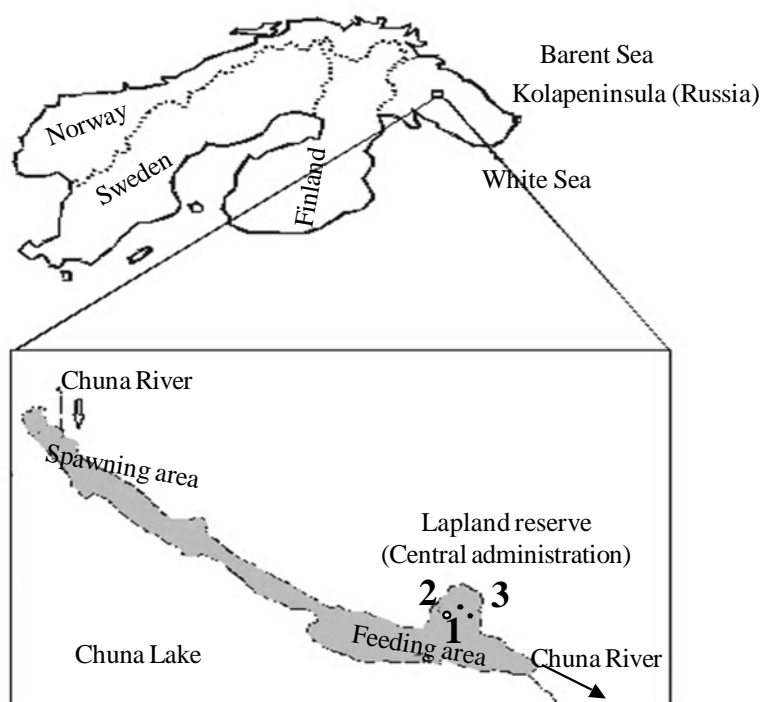 Barent Sea
Kolapeninsula (Russia)
Norway
Sweden
Finland
White Sea
Chuna River
Spawning area
Lapland reserve
(Central administration)
2 3
1
Feeding area
Chuna Lake
Chuna River